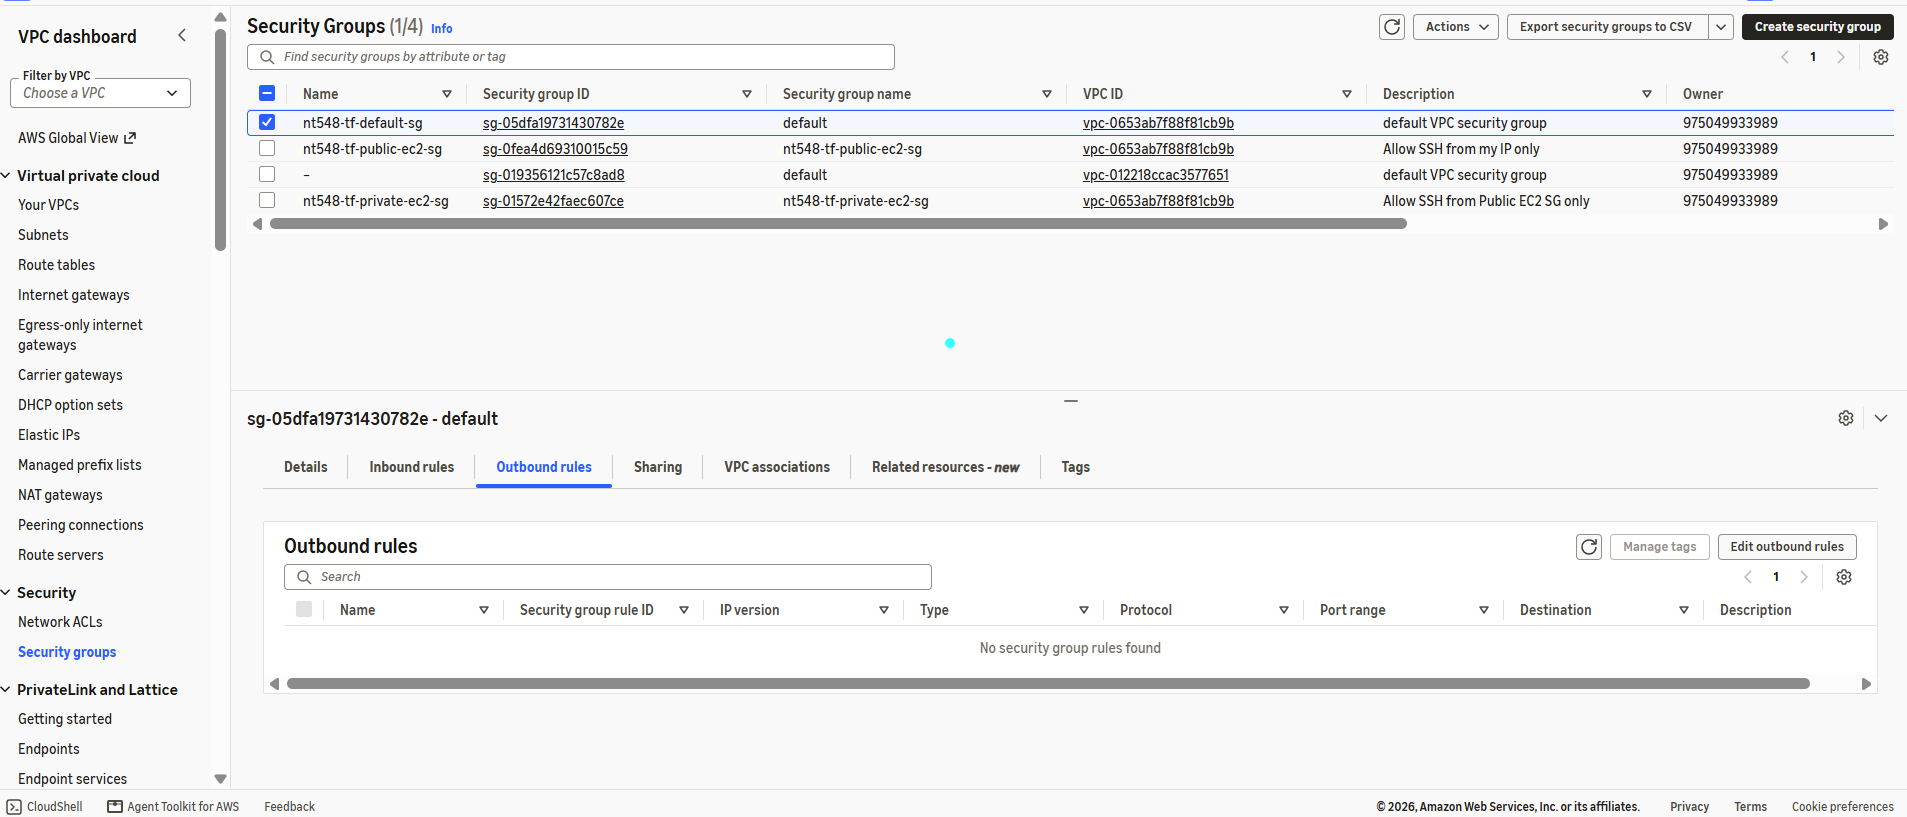 VPC dashboard
Filter by VPC
Choose a VPC
AWS Global View
Virtual private cloud
Your VPCs
Subnets
Route tables
Internet gateways
Egress-only internet
gateways
Carrier gateways
DHCP option sets
Elastic IPs
Managed prefix lists
NAT gateways
Peering connections
Route servers
Security
Network ACLs
Security groups
PrivateLink and Lattice
Getting started
Endpoints
Endpoint services
Security Groups (1/4) Info
Actions
Export security groups to CSV
Create security group
Find security groups by attribute or tag
1
Name Security group ID Security group name VPC ID Description Owner
nt548-tf-default-sg sg-05dfa19731430782e default vpc-0653ab7f88f81cb9b default VPC security group 975049933989
nt548-tf-public-ec2-sg sg-0fea4d69310015c59 nt548-tf-public-ec2-sg vpc-0653ab7f88f81cb9b Allow SSH from my IP only 975049933989
– sg-019356121c57c8ad8 default vpc-012218ccac3577651 default VPC security group 975049933989
nt548-tf-private-ec2-sg sg-01572e42faec607ce nt548-tf-private-ec2-sg vpc-0653ab7f88f81cb9b Allow SSH from Public EC2 SG only 975049933989
sg-05dfa19731430782e - default
Details Inbound rules Outbound rules Sharing VPC associations Related resources - new Tags
Outbound rules
Manage tags
Edit outbound rules
Search
1
Name Security group rule ID IP version Type Protocol Port range Destination Description
No security group rules found
CloudShell Agent Toolkit for AWS Feedback © 2026, Amazon Web Services, Inc. or its affiliates. Privacy Terms Cookie preferences